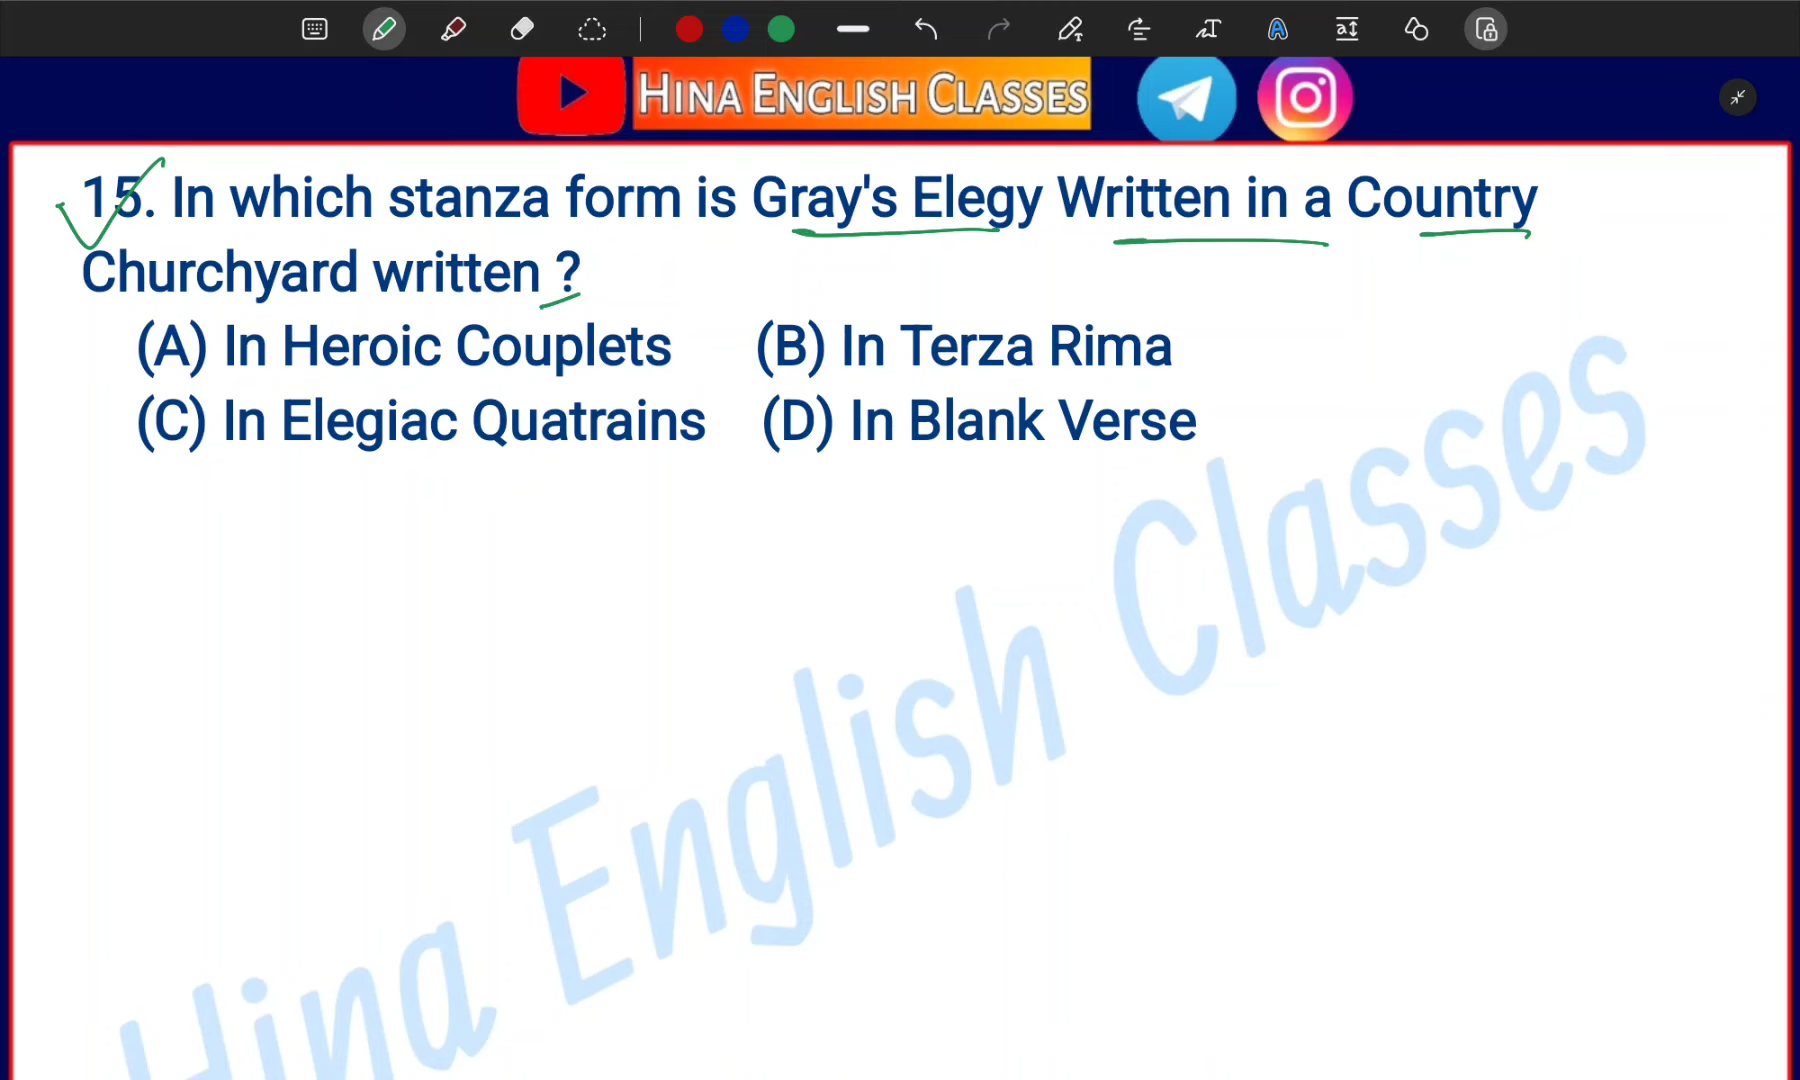 HINA ENGLISH CLASSES
15. In which stanza form is Gray's Elegy Written in a Country
Churchyard written ?
(A) In Heroic Couplets (B) In Terza Rima
(C) In Elegiac Quatrains (D) In Blank Verse
Hina English Classes